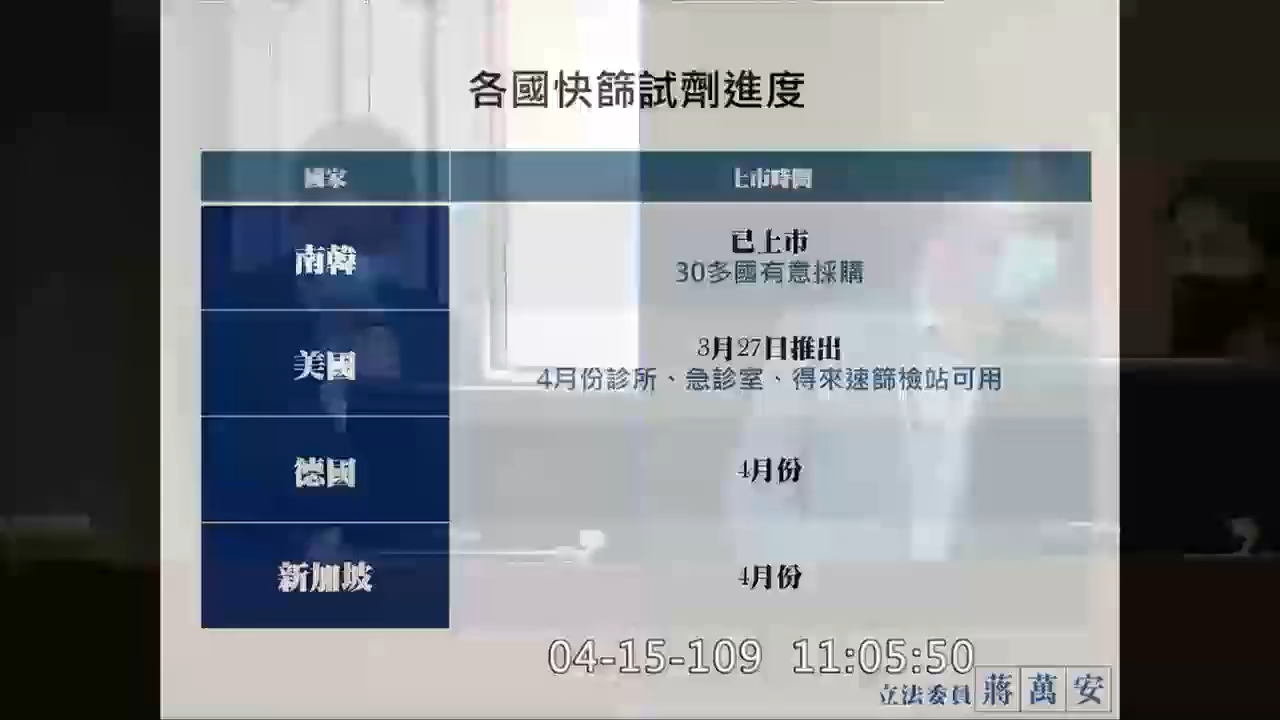 各國快篩試劑進度
國家 上市時間
南韓 已上市
30多國有意採購
美國 3月27日推出
4月份診所、急診室、得來速篩檢站可用
德國 4月份
新加坡 4月份
04-15-109 11:05:50
立法委員 蔣萬安